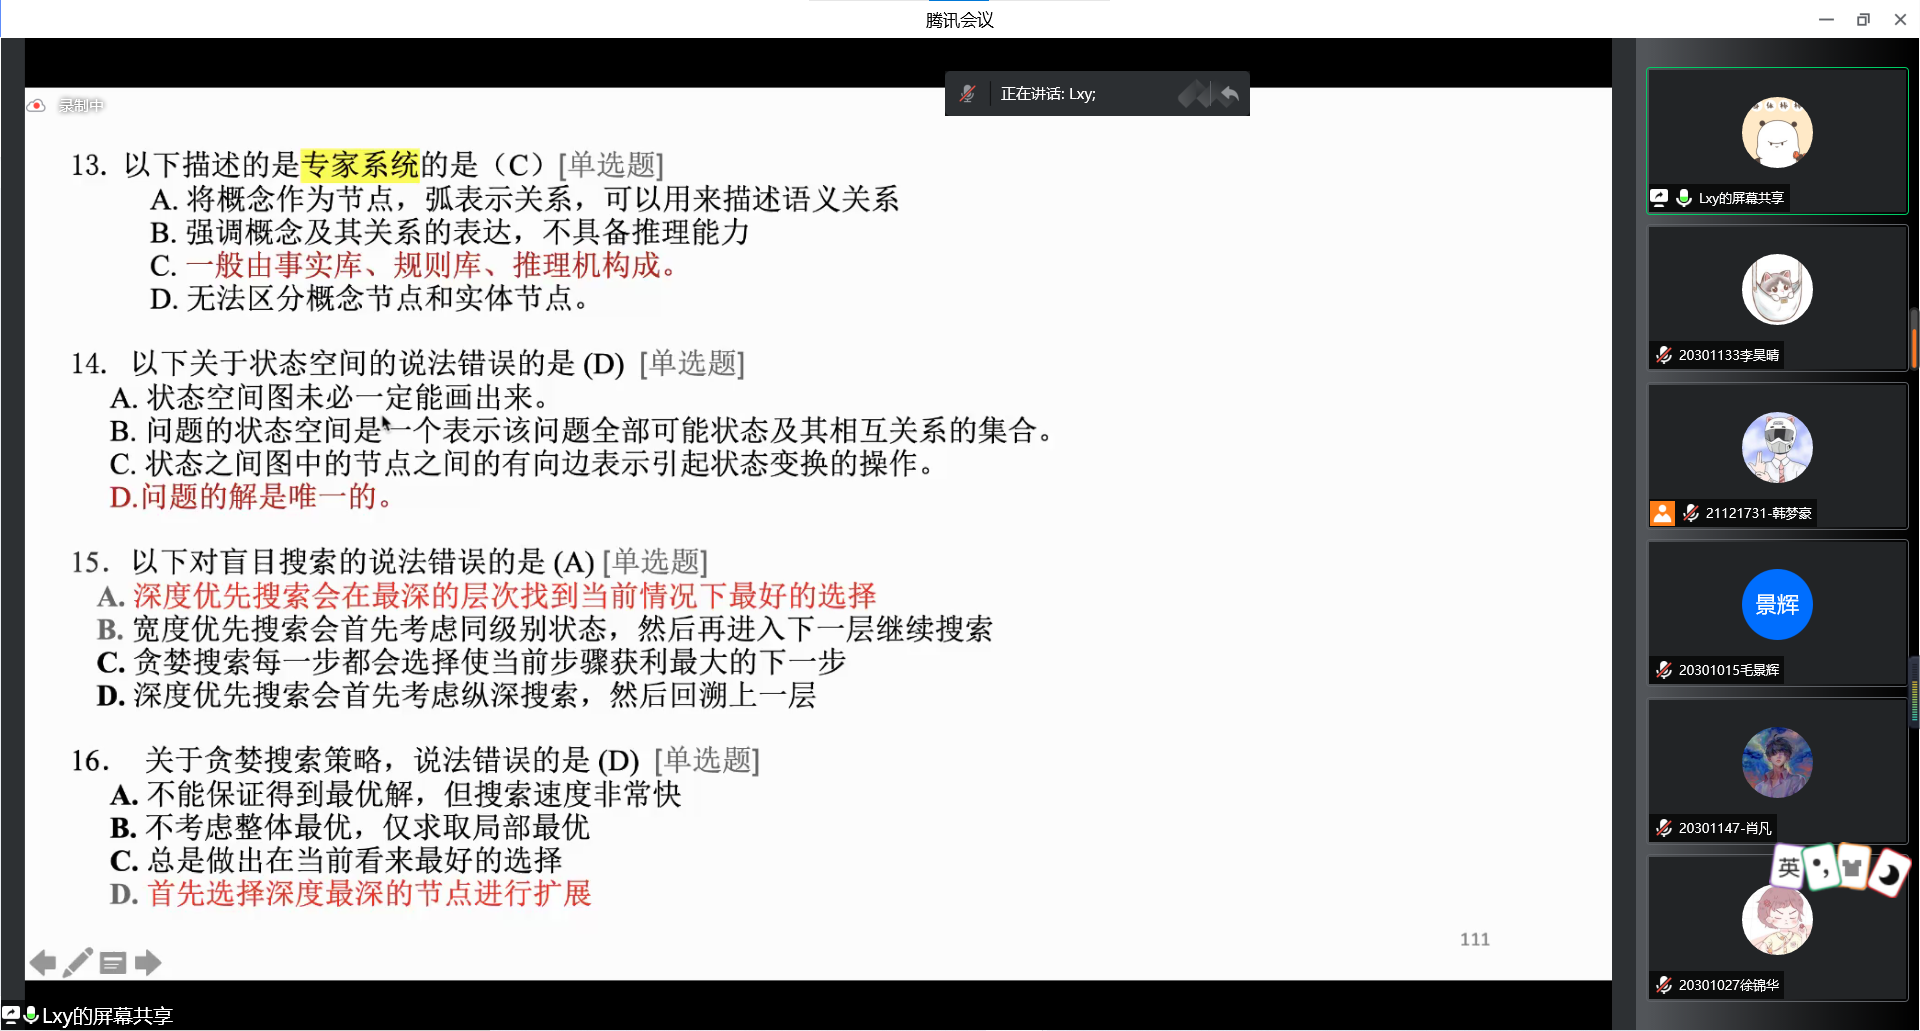 腾讯会议
录制中
正在讲话: Lxy;
13. 以下描述的是专家系统的是（C）[单选题]
A. 将概念作为节点，弧表示关系，可以用来描述语义关系
B. 强调概念及其关系的表达，不具备推理能力
C. 一般由事实库、规则库、推理机构成。
D. 无法区分概念节点和实体节点。
14. 以下关于状态空间的说法错误的是 (D) [单选题]
A. 状态空间图未必一定能画出来。
B. 问题的状态空间是一个表示该问题全部可能状态及其相互关系的集合。
C. 状态之间图中的节点之间的有向边表示引起状态变换的操作。
D.问题的解是唯一的。
15. 以下对盲目搜索的说法错误的是 (A) [单选题]
A. 深度优先搜索会在最深的层次找到当前情况下最好的选择
B. 宽度优先搜索会首先考虑同级别状态，然后再进入下一层继续搜索
C. 贪婪搜索每一步都会选择使当前步骤获利最大的下一步
D. 深度优先搜索会首先考虑纵深搜索，然后回溯上一层
16. 关于贪婪搜索策略，说法错误的是 (D) [单选题]
A. 不能保证得到最优解，但搜索速度非常快
B. 不考虑整体最优，仅求取局部最优
C. 总是做出在当前看来最好的选择
D. 首先选择深度最深的节点进行扩展
111
Lxy的屏幕共享
Lxy的屏幕共享
20301133李昊晴
21121731-韩梦豪
景辉
20301015毛景辉
20301147-肖凡
英
20301027徐锦华